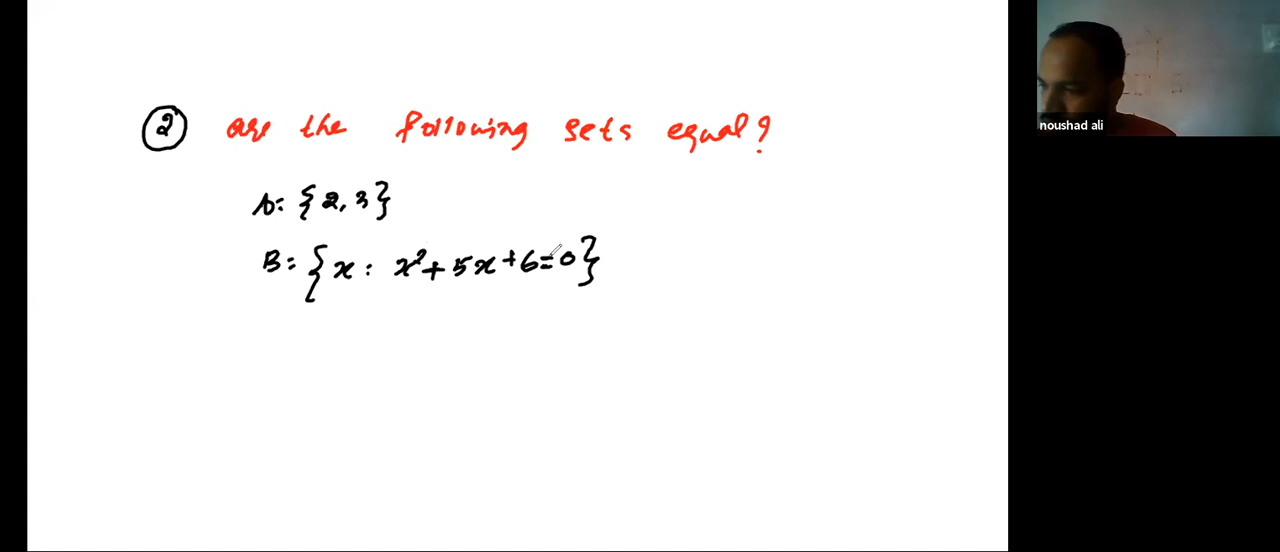 ② are the following sets equal?
A = {2, 3}
B = {x : x² + 5x + 6 = 0}
noushad ali